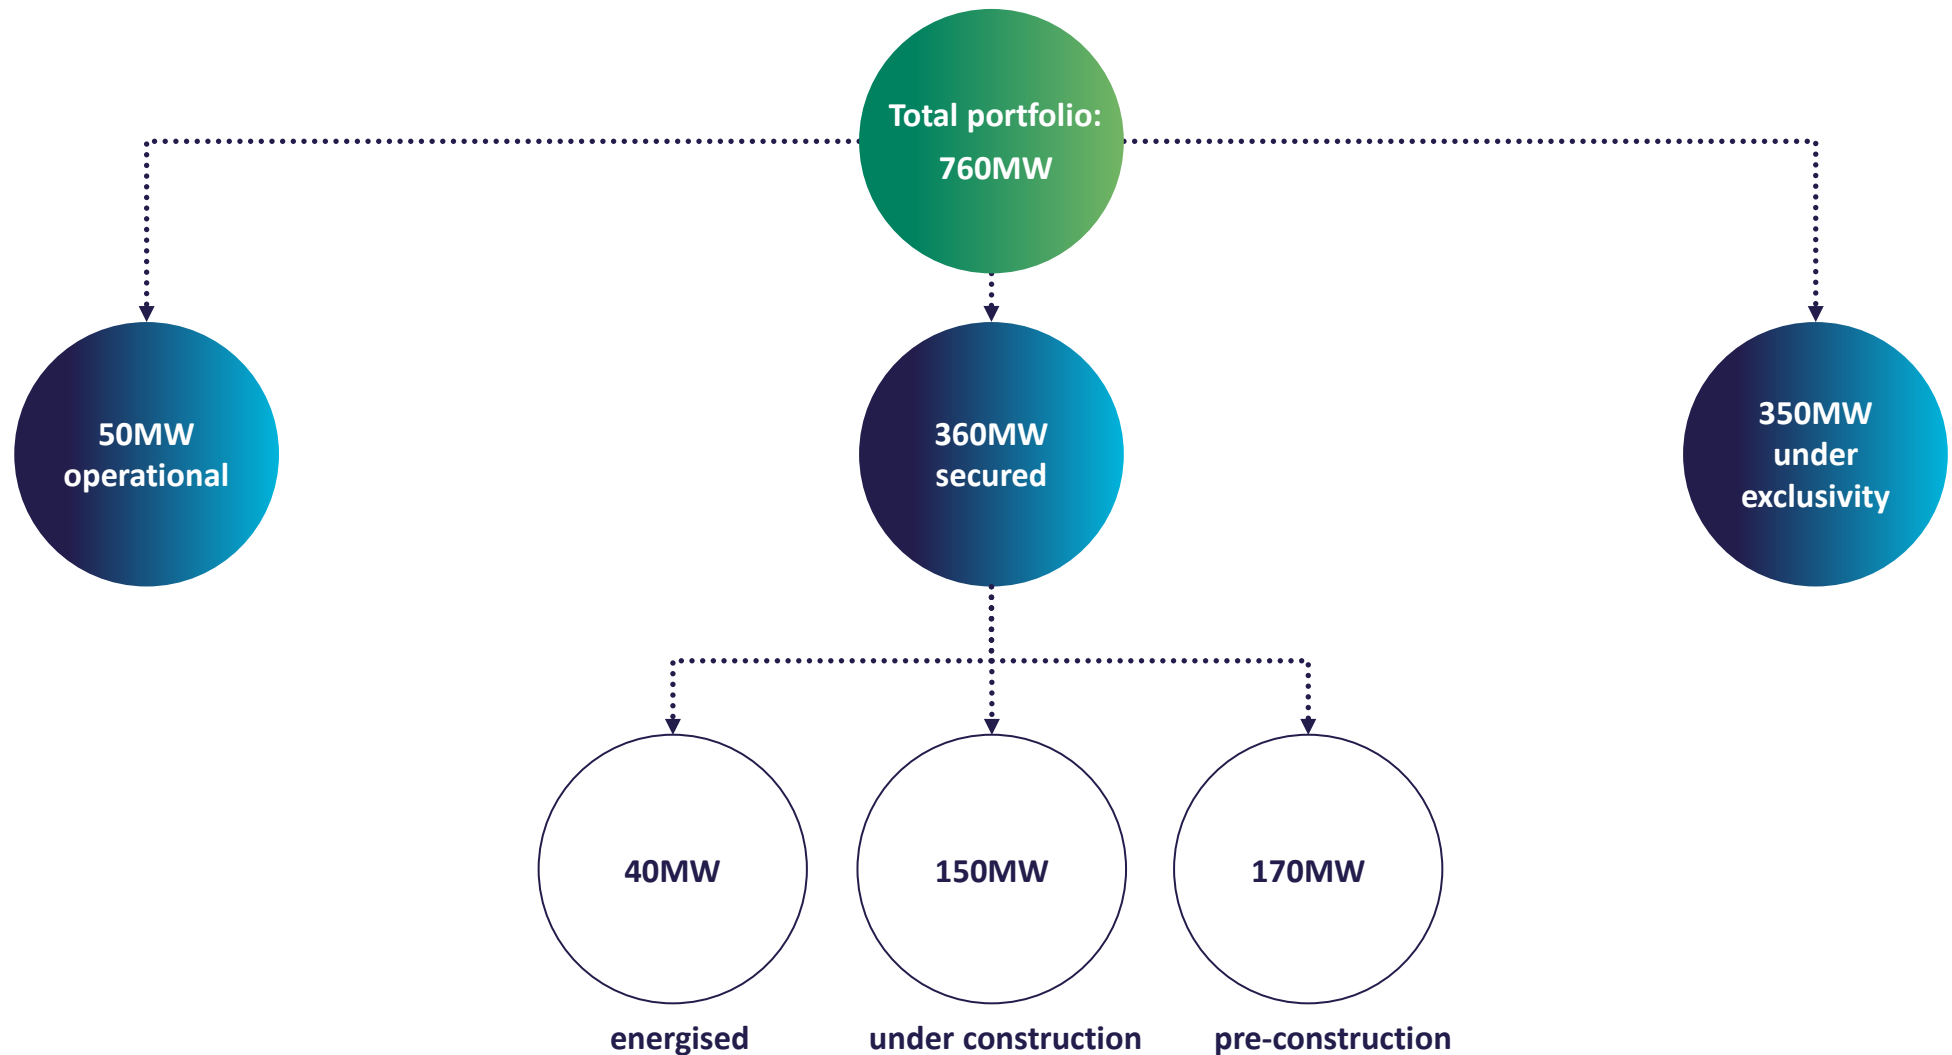 Total portfolio:
760MW
50MW
operational
360MW
secured
350MW
under
exclusivity
40MW
150MW
170MW
energised
under construction
pre-construction